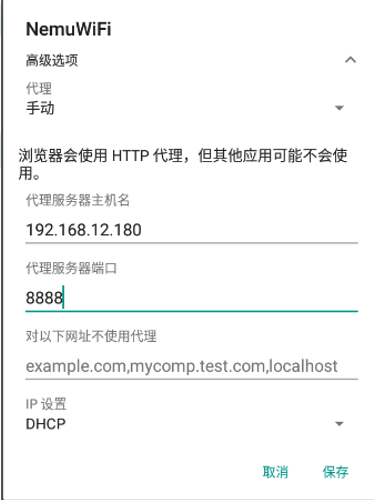 NemuWiFi
高级选项
代理
手动
浏览器会使用 HTTP 代理，但其他应用可能不会使
用。
代理服务器主机名
192.168.12.180
代理服务器端口
8888
对以下网址不使用代理
example.com,mycomp.test.com,localhost
IP 设置
DHCP
取消 保存